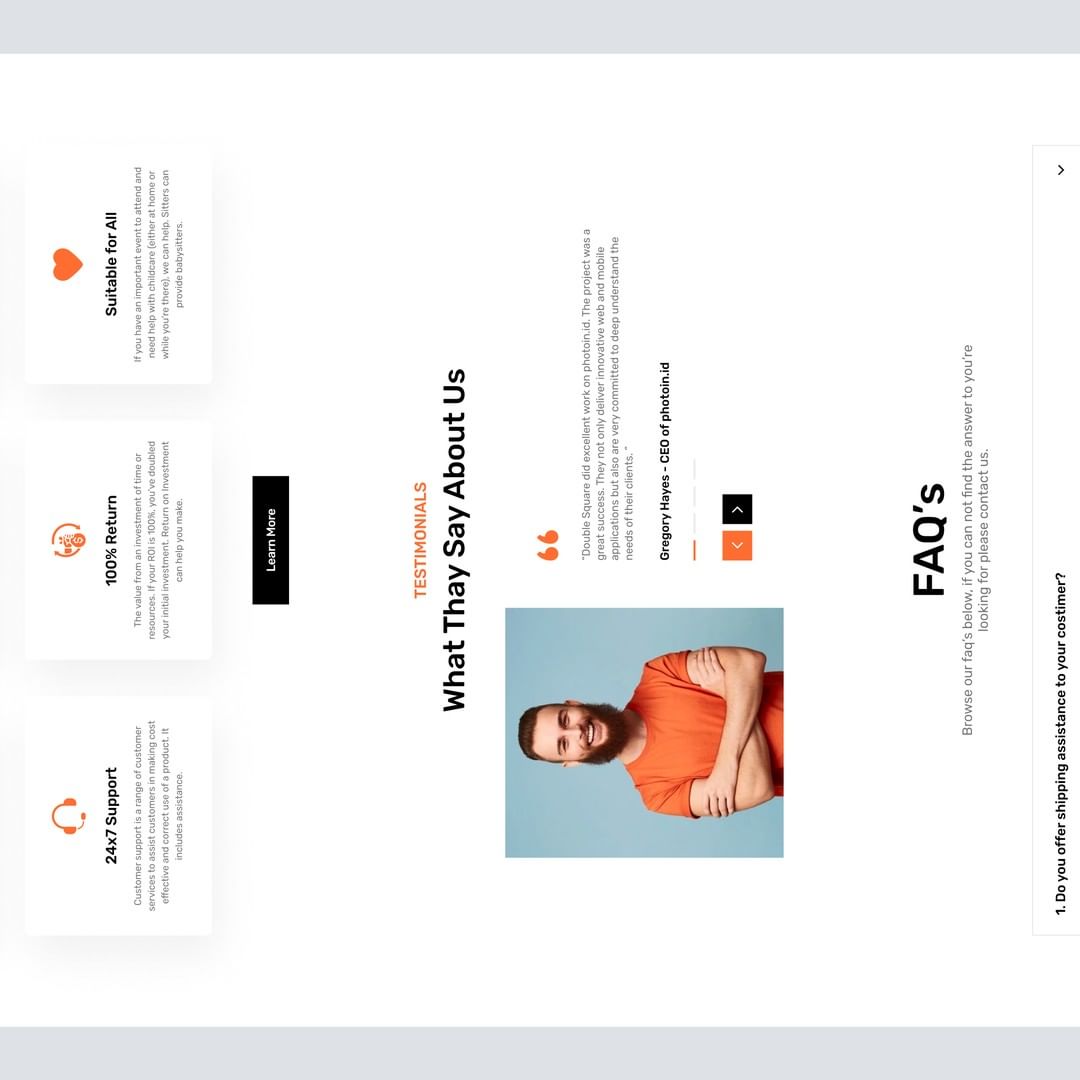 24x7 Support
Customer support is a range of customer
services to assist customers in making cost
effective and correct use of a product. It
includes assistance.
100% Return
The value from an investment of time or
resources. If your ROI is 100%, you've doubled
your initial investment. Return on Investment
can help you make.
Suitable for All
If you have an important event to attend and
need help with childcare (either at home or
while you're there), we can help. Sitters can
provide babysitters.
Learn More
TESTIMONIALS
What Thay Say About Us
"Double Square did excellent work on photoin.id. The project was a
great success. They not only deliver innovative web and mobile
applications but also are very committed to deep understand the
needs of their clients. "
Gregory Hayes - CEO of photoin.id
FAQ's
Browse our faq's below, if you can not find the answer to you're
looking for please contact us.
1. Do you offer shipping assistance to your costimer?